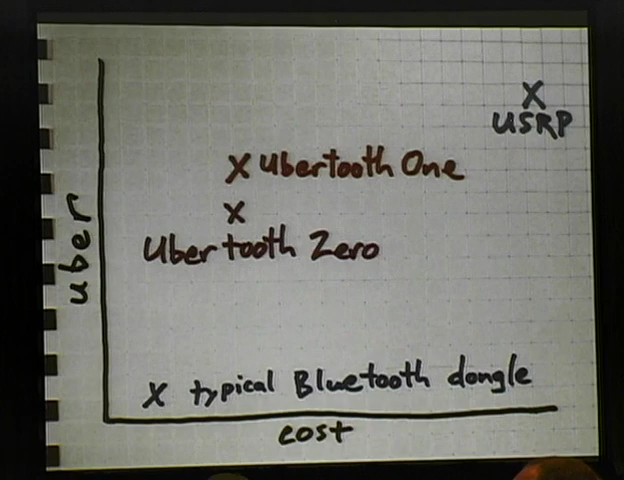 X
USRP
X Ubertooth One
X
Ubertooth Zero
uber
X typical Bluetooth dongle
cost